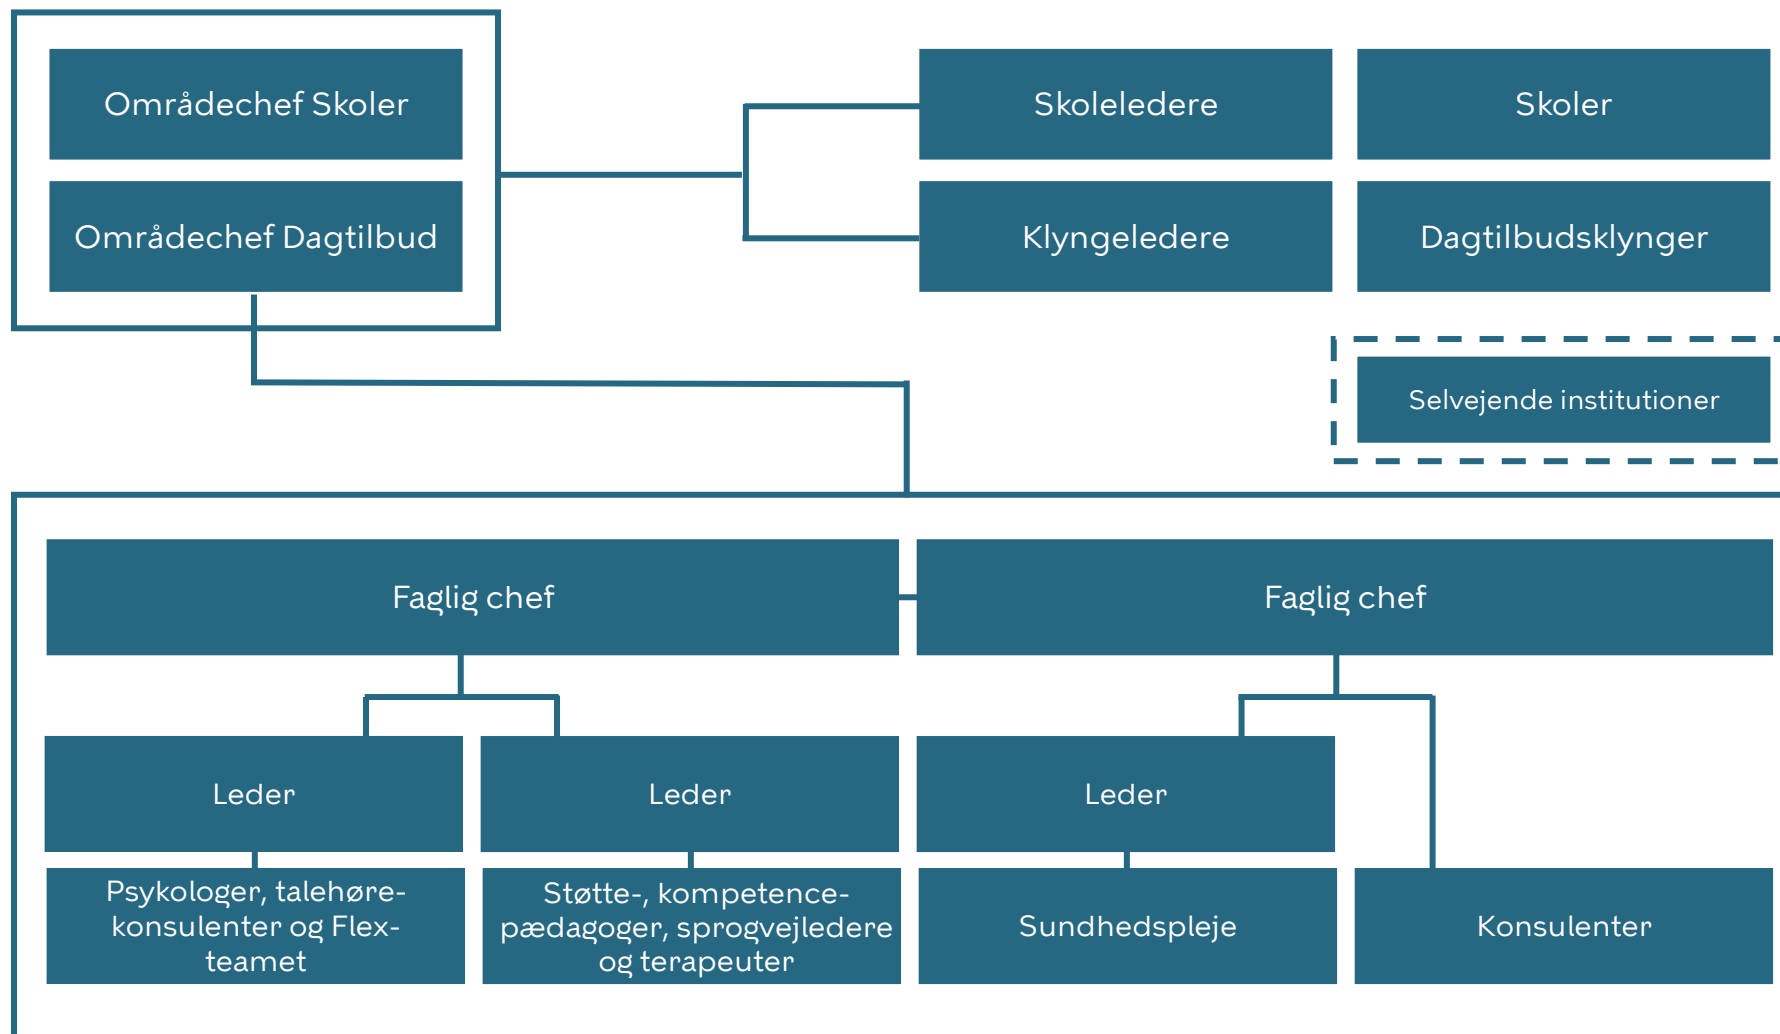 Områdechef Skoler
Skoleledere
Skoler
Områdechef Dagtilbud
Klyngeledere
Dagtilbudsklynger
Selvejende institutioner
Faglig chef
Faglig chef
Leder
Leder
Leder
Psykologer, talehøre-
konsulenter og Flex-
teamet
Støtte-, kompetence-
pædagoger, sprogvejledere
og terapeuter
Sundhedspleje
Konsulenter